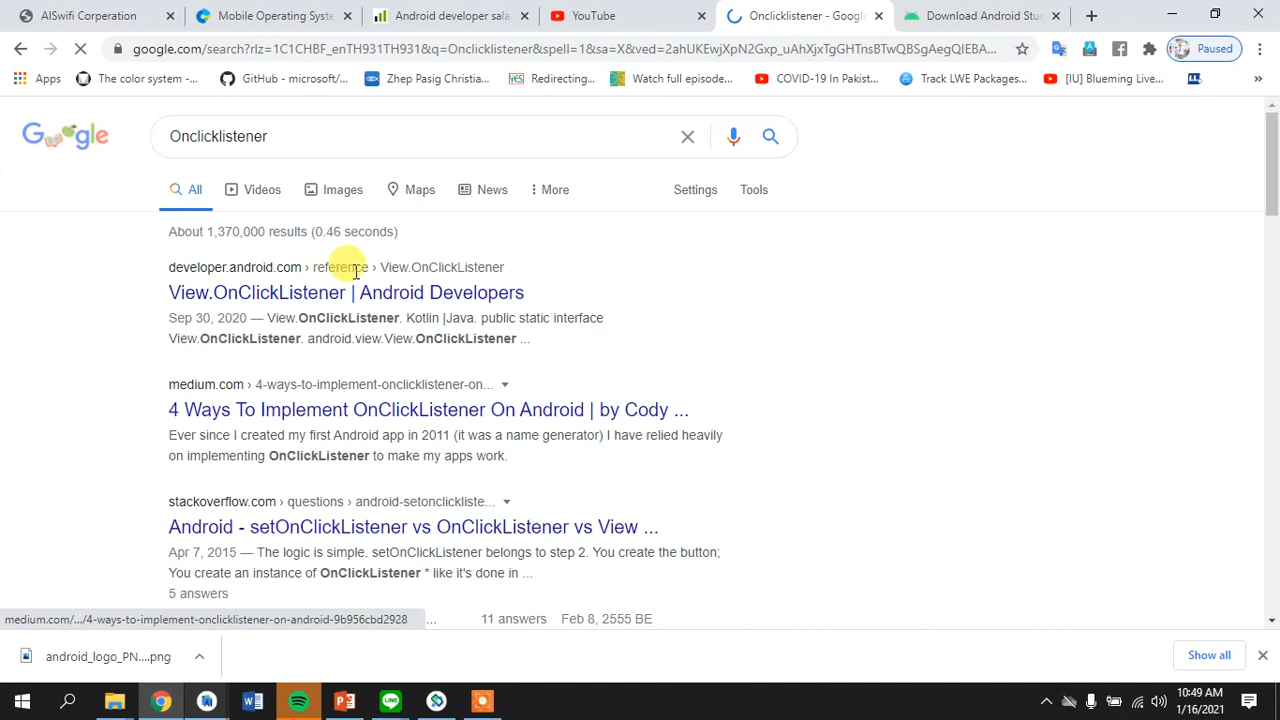 AISwifi Corperation
Mobile Operating Syste
Android developer sala
YouTube
Onclicklistener - Google
Download Android Stud
google.com/search?rlz=1C1CHBF_enTH931TH931&q=Onclicklistener&spell=1&sa=X&ved=2ahUKEwjXpN2Gxp_uAhXjxTgGHTnsBTwQBSgAegQIEBA...
Paused
Apps
The color system -...
GitHub - microsoft/...
Zhep Pasig Christia...
YES
Redirecting...
Watch full episode...
COVID-19 In Pakist...
Track LWE Packages...
[IU] Blueming Live...
»
Google
Onclicklistener
All
Videos
Images
Maps
News
More
Settings
Tools
About 1,370,000 results (0.46 seconds)
developer.android.com › reference › View.OnClickListener
View.OnClickListener | Android Developers
Sep 30, 2020 — View.OnClickListener. Kotlin |Java. public static interface
View.OnClickListener. android.view.View.OnClickListener ...
medium.com › 4-ways-to-implement-onclicklistener-on...
4 Ways To Implement OnClickListener On Android | by Cody ...
Ever since I created my first Android app in 2011 (it was a name generator) I have relied heavily
on implementing OnClickListener to make my apps work.
stackoverflow.com › questions › android-setonclickliste...
Android - setOnClickListener vs OnClickListener vs View ...
Apr 7, 2015 — The logic is simple. setOnClickListener belongs to step 2. You create the button;
You create an instance of OnClickListener * like it's done in ...
5 answers
medium.com/.../4-ways-to-implement-onclicklistener-on-android-9b956cbd2928
... 11 answers Feb 8, 2555 BE
android_logo_PN....png
Show all
LINE
10:49 AM
1/16/2021